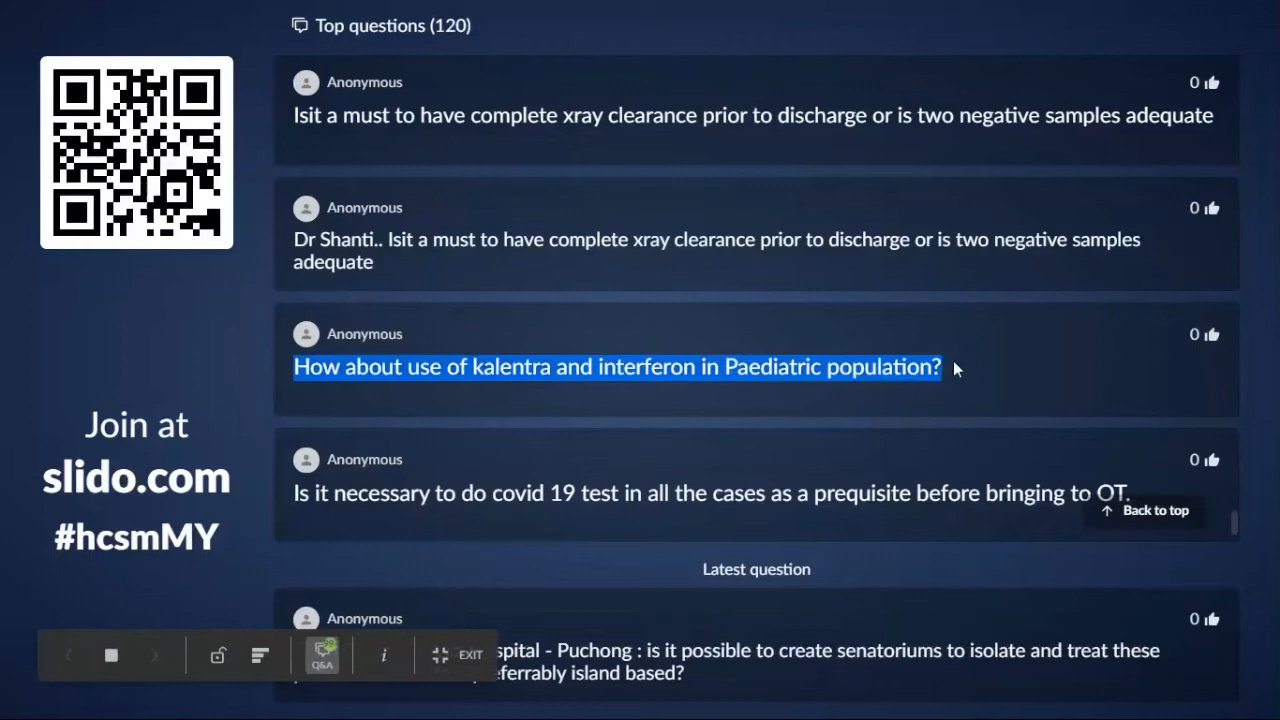 Top questions (120)
Anonymous
0
Isit a must to have complete xray clearance prior to discharge or is two negative samples adequate
Anonymous
0
Dr Shanti.. Isit a must to have complete xray clearance prior to discharge or is two negative samples
adequate
Anonymous
0
How about use of kalentra and interferon in Paediatric population?
Anonymous
0
Is it necessary to do covid 19 test in all the cases as a prequisite before bringing to OT.
Back to top
Latest question
Anonymous
0
spital - Puchong : is it possible to create senatoriums to isolate and treat these
eferrably island based?
Join at
slido.com
#hcsmMY
Q&A
i
EXIT